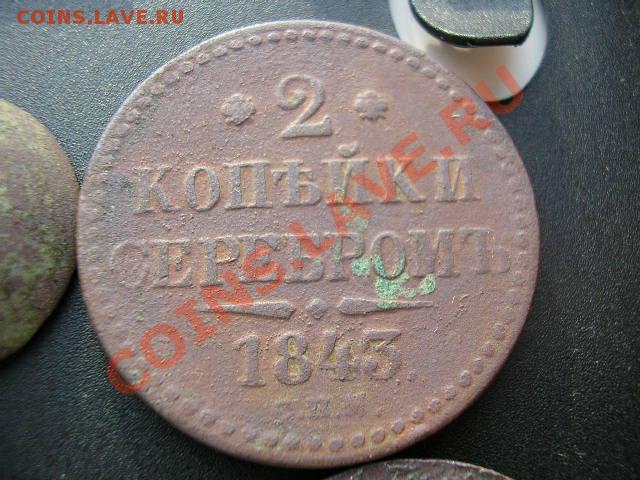 COINS.LAVE.RU
* 2 *
КОПѢЙКИ
СЕРЕБРОМЪ.
1843.
COINS.LAVE.RU